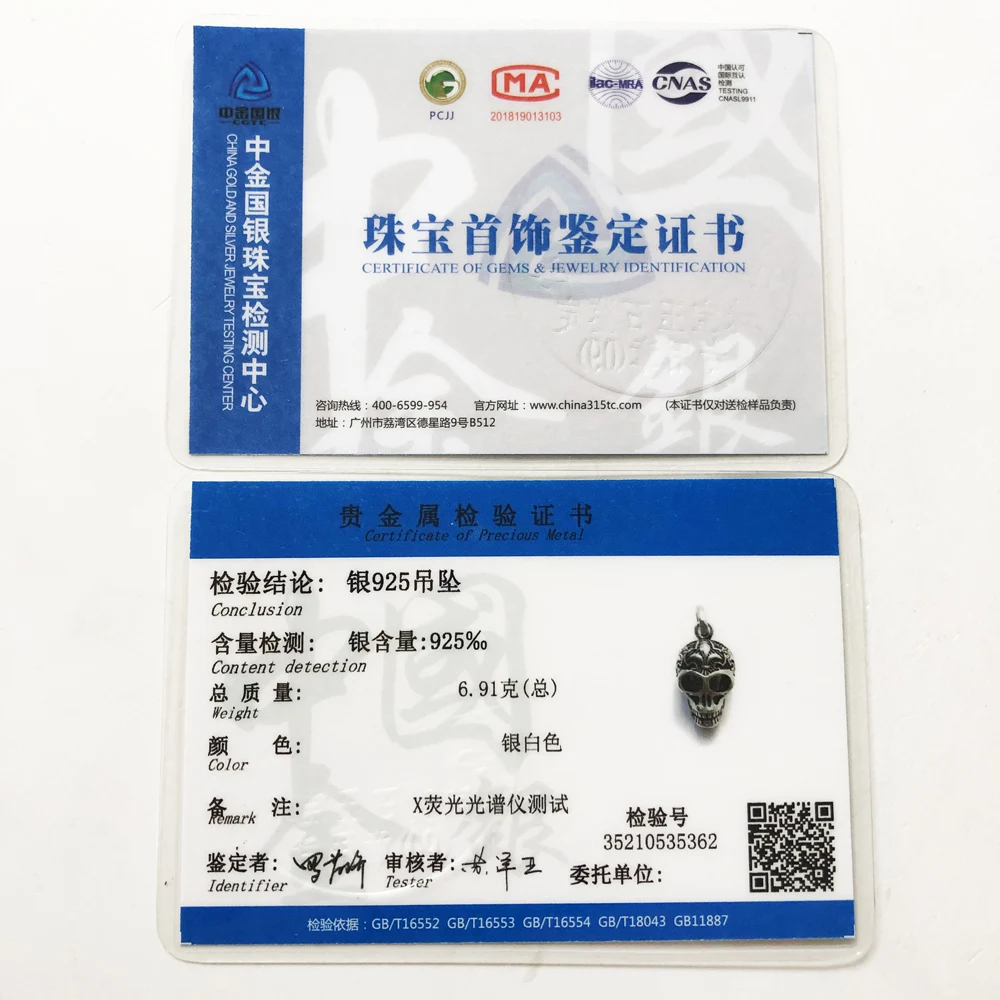 中金国银
CGTC
中金国银珠宝检测中心
CHINA GOLD AND SILVER JEWELRY TESTING CENTER
PCJJ
CMA
201819013103
ilac-MRA
CNAS
中国认可
国际互认
检测
TESTING
CNASL9911
珠宝首饰鉴定证书
CERTIFICATE OF GEMS & JEWELRY IDENTIFICATION
咨询热线：400-6599-954 官方网址：www.china315tc.com (本证书仅对送检样品负责)
地址：广州市荔湾区德星路9号B512
贵金属检验证书
Certificate of Precious Metal
检验结论: 银925吊坠
Conclusion
含量检测: 银含量:925‰
Content detection
总质量: 6.91克(总)
Weight
颜色: 银白色
Color
备注: X荧光光谱仪测试
Remark
检验号
35210535362
鉴定者: 审核者:
Identifier Tester
委托单位:
检验依据：GB/T16552 GB/T16553 GB/T16554 GB/T18043 GB11887